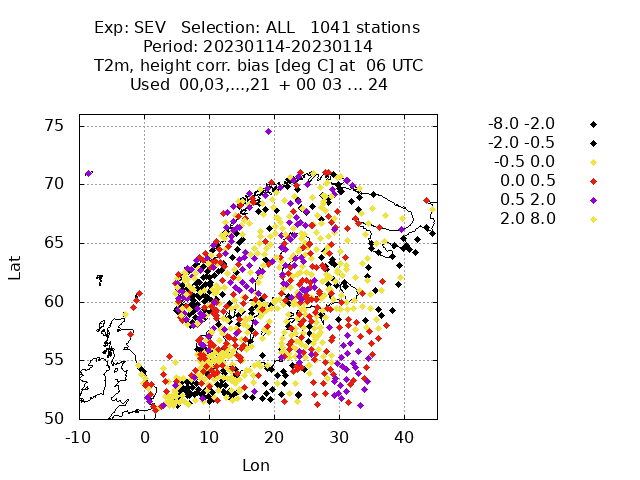 Exp: SEV   Selection: ALL   1041 stations
Period: 20230114-20230114
T2m, height corr. bias [deg C] at  06 UTC
Used  00,03,...,21  + 00 03 ... 24
-8.0 -2.0
-2.0 -0.5
-0.5 0.0
0.0 0.5
0.5 2.0
2.0 8.0
75
70
65
60
55
50
Lat
-10 0 10 20 30 40
Lon